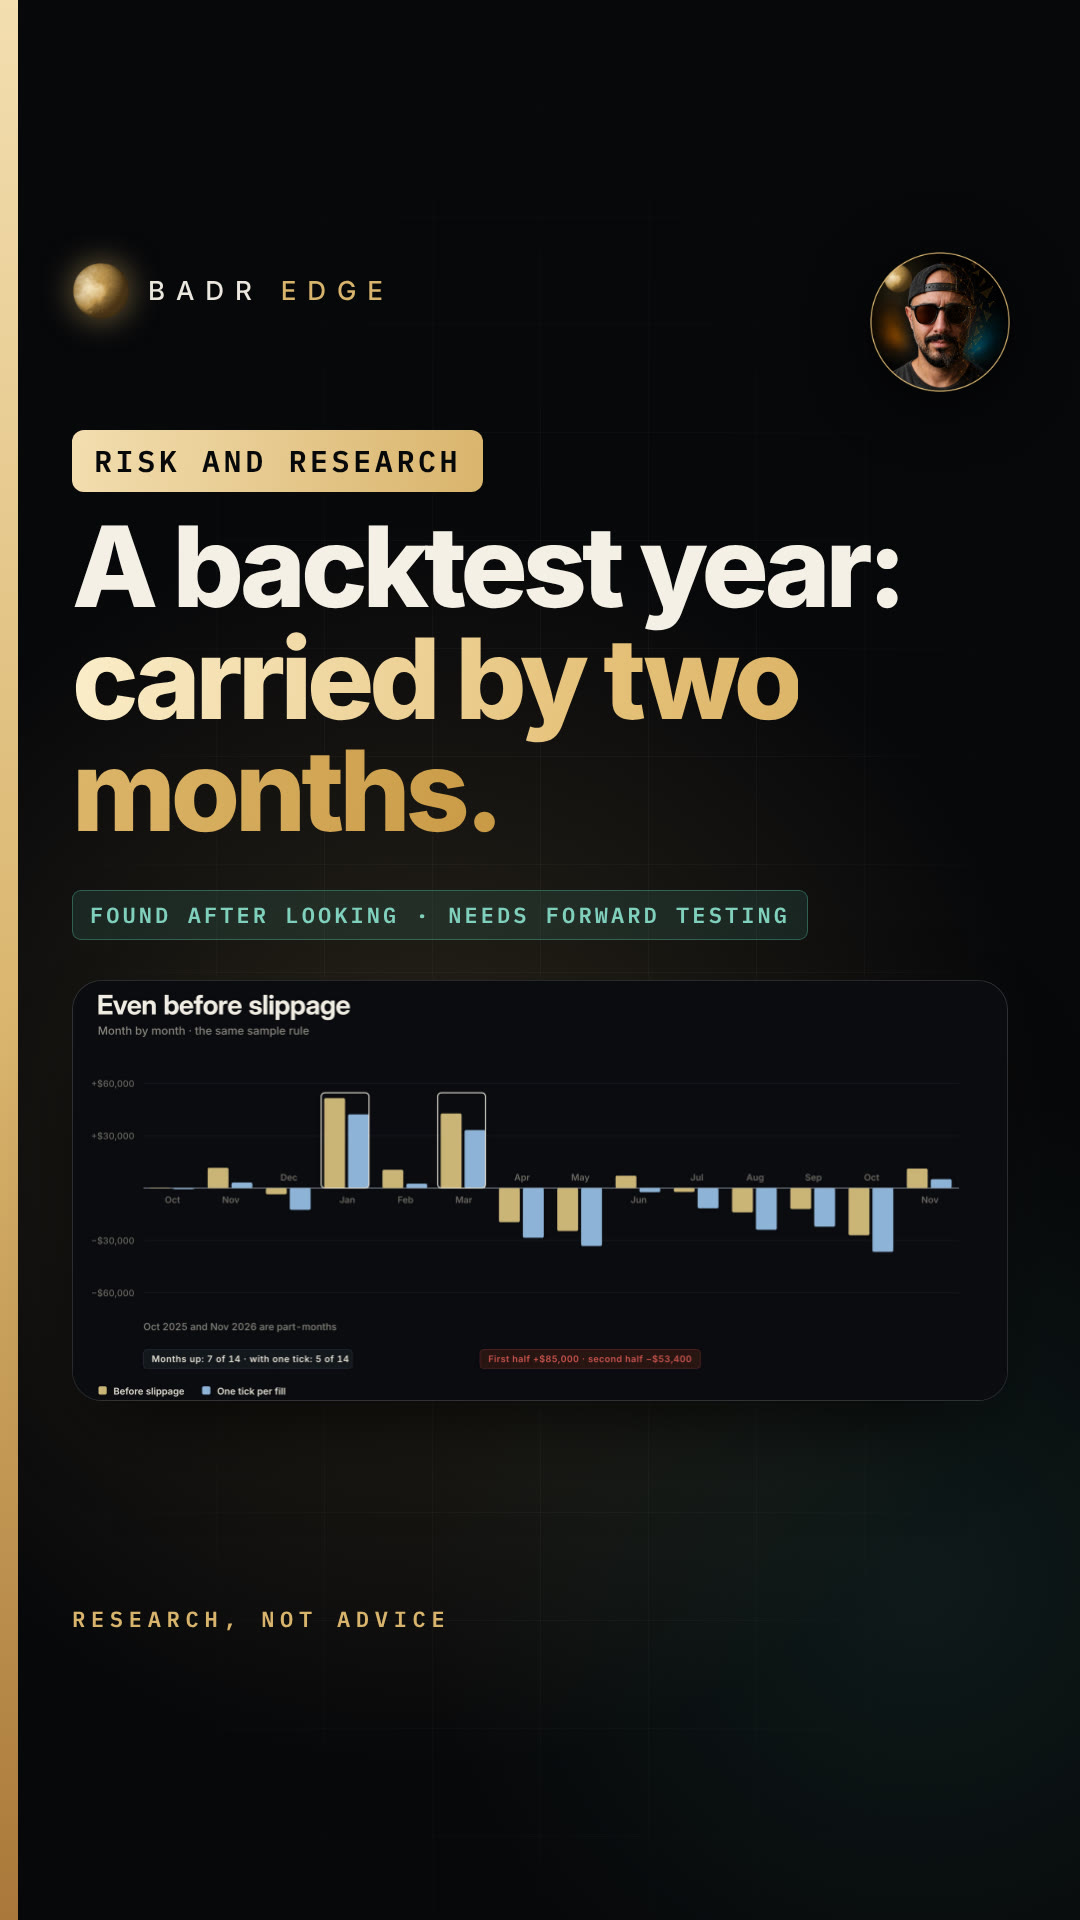 BADR EDGE
RISK AND RESEARCH
A backtest year:
carried by two
months.
FOUND AFTER LOOKING · NEEDS FORWARD TESTING
Even before slippage
Month by month · the same sample rule
+$60,000
+$30,000
Dec Apr May Jul Aug Sep Oct
Oct Nov Jan Feb Mar Jun Nov
−$30,000
−$60,000
Oct 2025 and Nov 2026 are part-months
Months up: 7 of 14 · with one tick: 5 of 14
First half +$85,000 · second half −$53,400
Before slippage One tick per fill
RESEARCH, NOT ADVICE